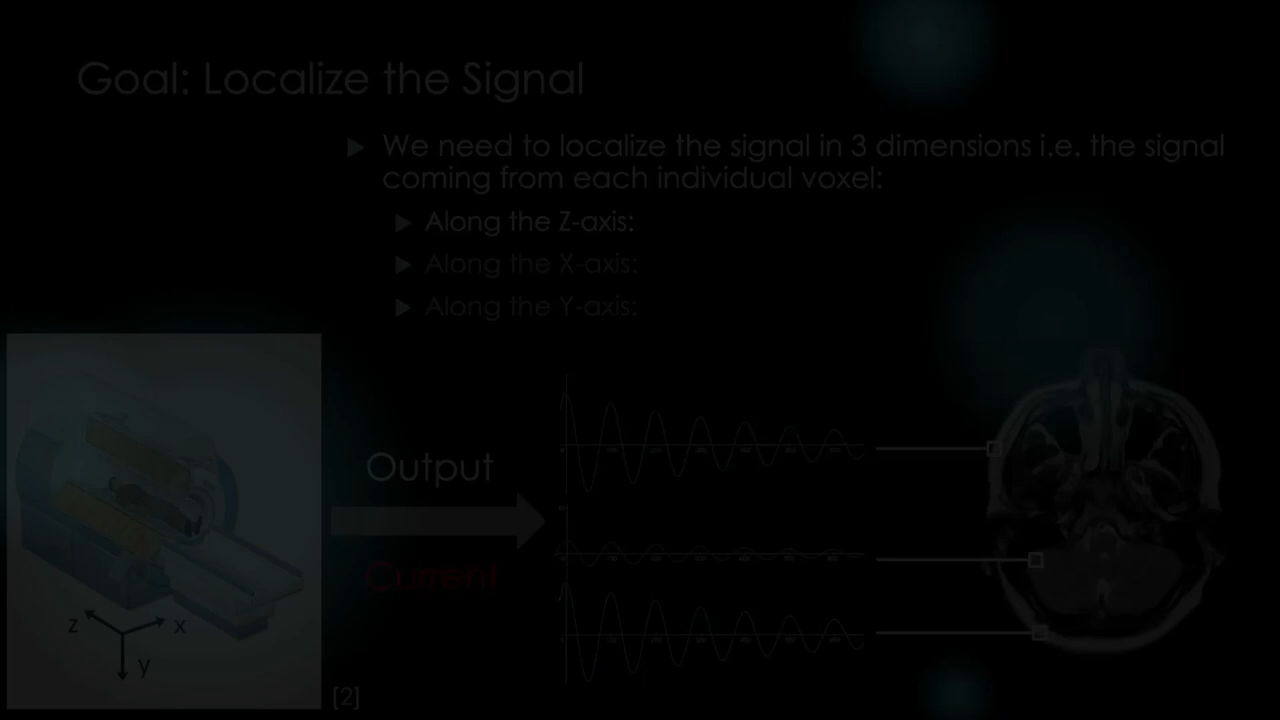 Goal: Localize the Signal
We need to localize the signal in 3 dimensions i.e. the signal
coming from each individual voxel:
Along the Z-axis:
Along the X-axis:
Along the Y-axis:
Output
Current
z
x
y
[2]